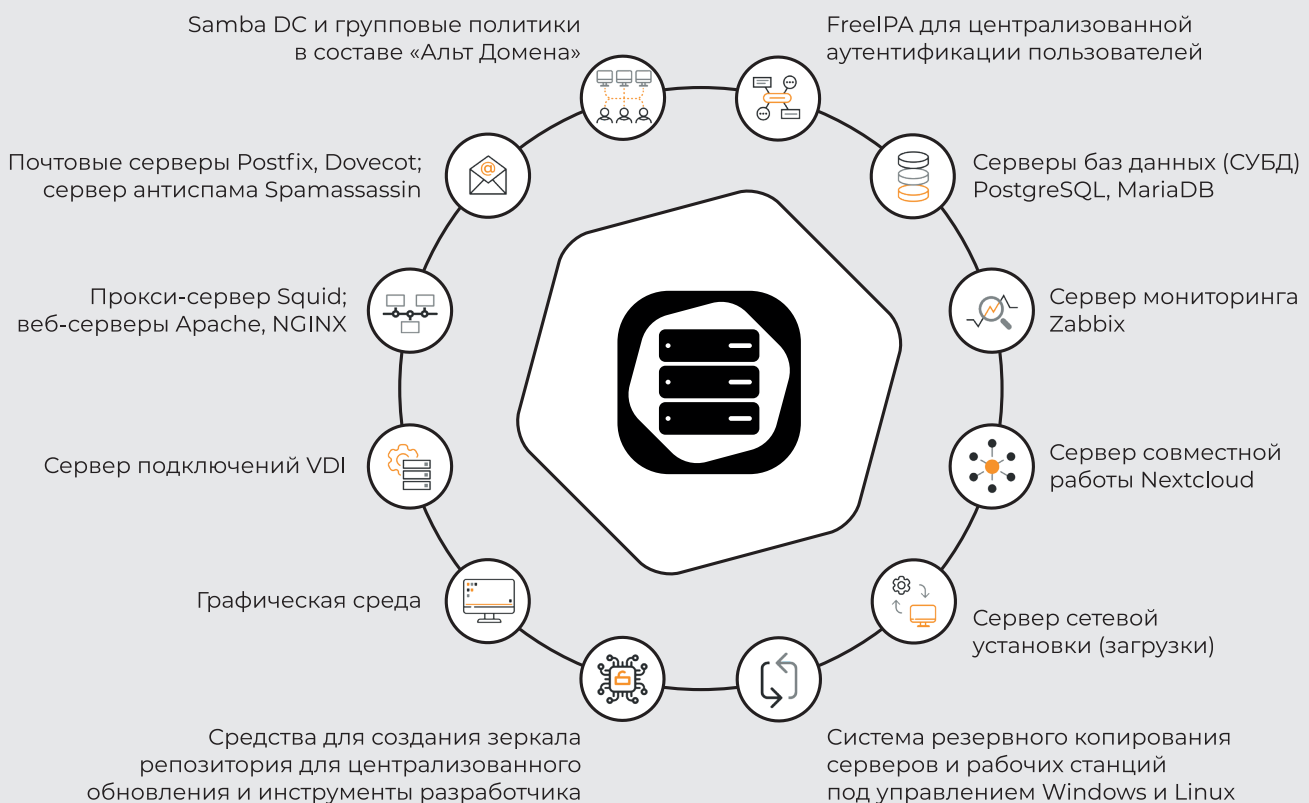 Samba DC и групповые политики
в составе «Альт Домена»
FreeIPA для централизованной
аутентификации пользователей
Почтовые серверы Postfix, Dovecot;
сервер антиспама Spamassassin
Серверы баз данных (СУБД)
PostgreSQL, MariaDB
Прокси-сервер Squid;
веб-серверы Apache, NGINX
Сервер мониторинга
Zabbix
Сервер подключений VDI
Сервер совместной
работы Nextcloud
Графическая среда
Сервер сетевой
установки (загрузки)
Средства для создания зеркала
репозитория для централизованного
обновления и инструменты разработчика
Система резервного копирования
серверов и рабочих станций
под управлением Windows и Linux